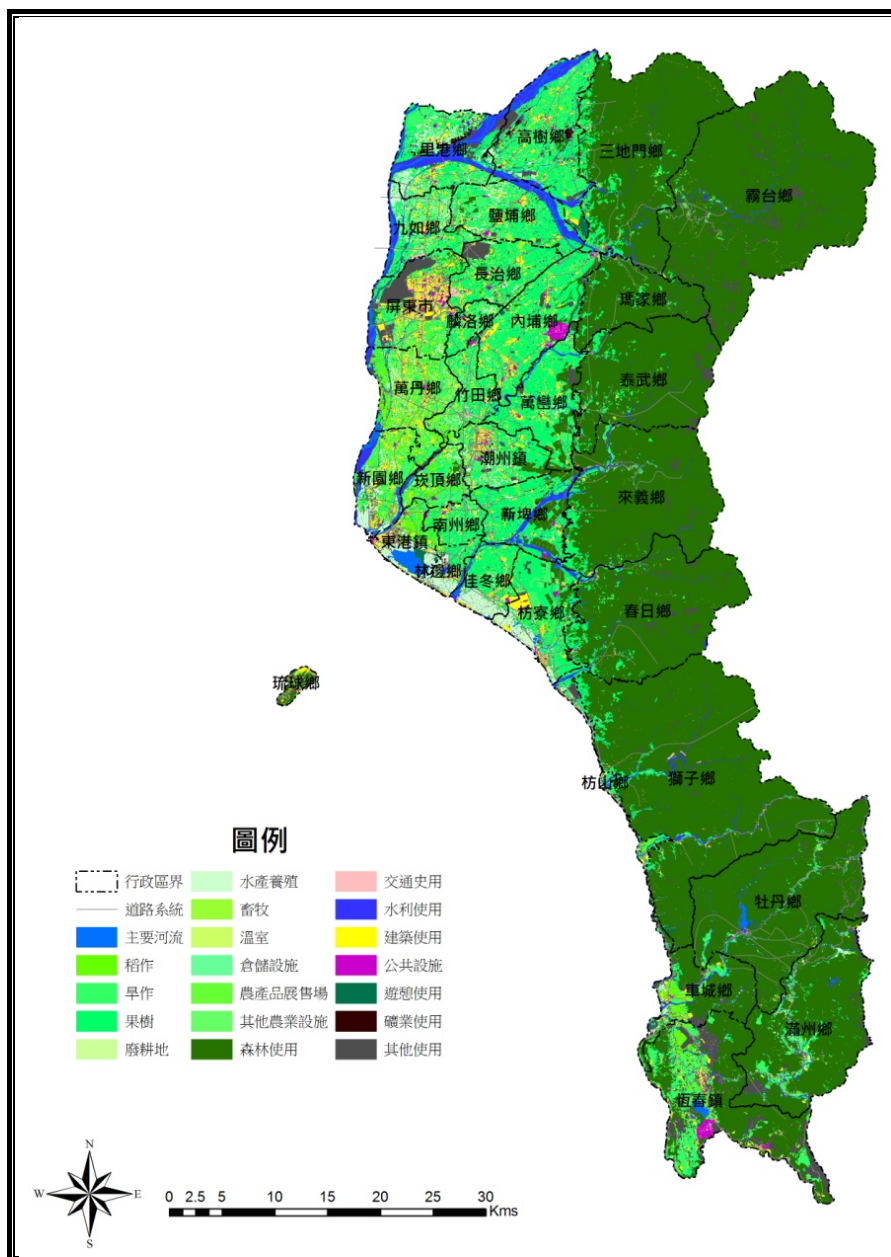 高樹鄉
里港鄉
三地門鄉
霧台鄉
鹽埔鄉
九如鄉
長治鄉
屏東市
瑪家鄉
麟洛鄉
內埔鄉
泰武鄉
萬丹鄉
竹田鄉
萬巒鄉
潮州鎮
新園鄉
崁頂鄉
來義鄉
新埤鄉
南州鄉
東港鎮
林邊鄉
佳冬鄉
枋寮鄉
春日鄉
琉球鄉
枋山鄉
獅子鄉
牡丹鄉
車城鄉
滿州鄉
恆春鎮
圖例
行政區界
道路系統
主要河流
稻作
旱作
果樹
廢耕地
水產養殖
畜牧
溫室
倉儲設施
農產品展售場
其他農業設施
森林使用
交通史用
水利使用
建築使用
公共設施
遊憩使用
礦業使用
其他使用
N
W E
S
0 2.5 5 10 15 20 25 30
Kms